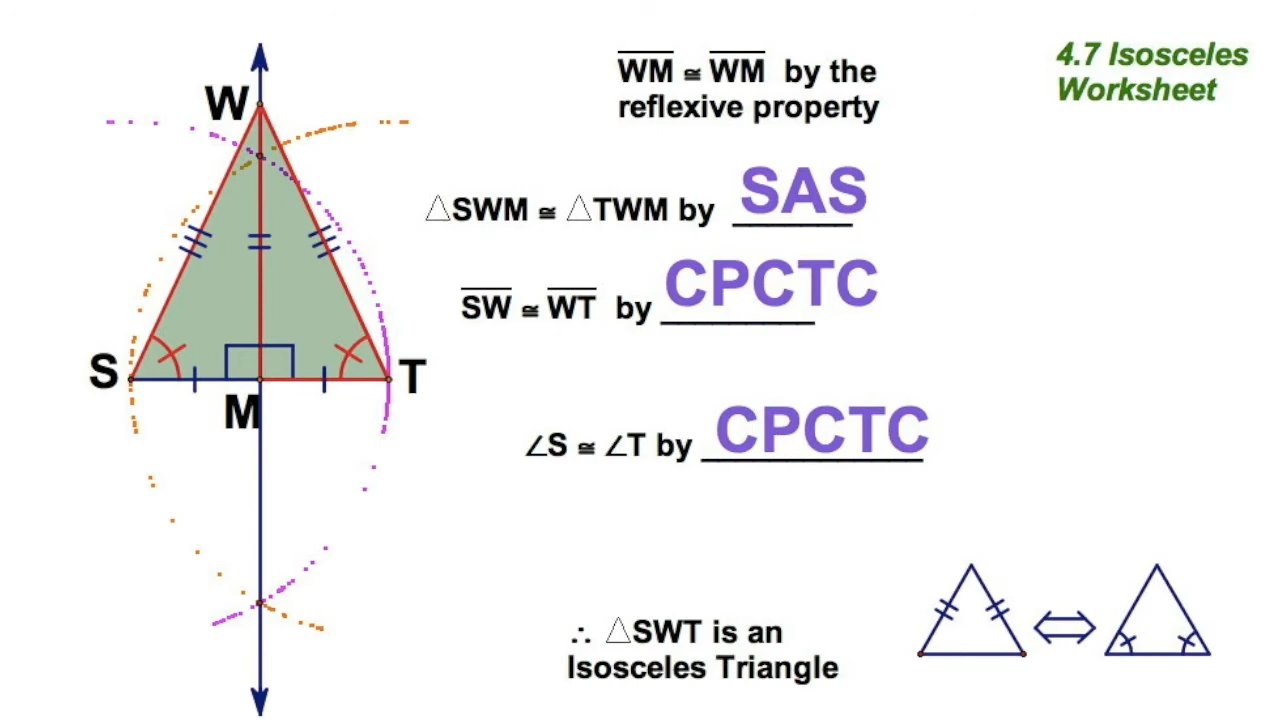 4.7 Isosceles
Worksheet
WM ≅ WM by the
reflexive property
△SWM ≅ △TWM by SAS
SW ≅ WT by CPCTC
∠S ≅ ∠T by CPCTC
∴ △SWT is an
Isosceles Triangle
W
S
T
M